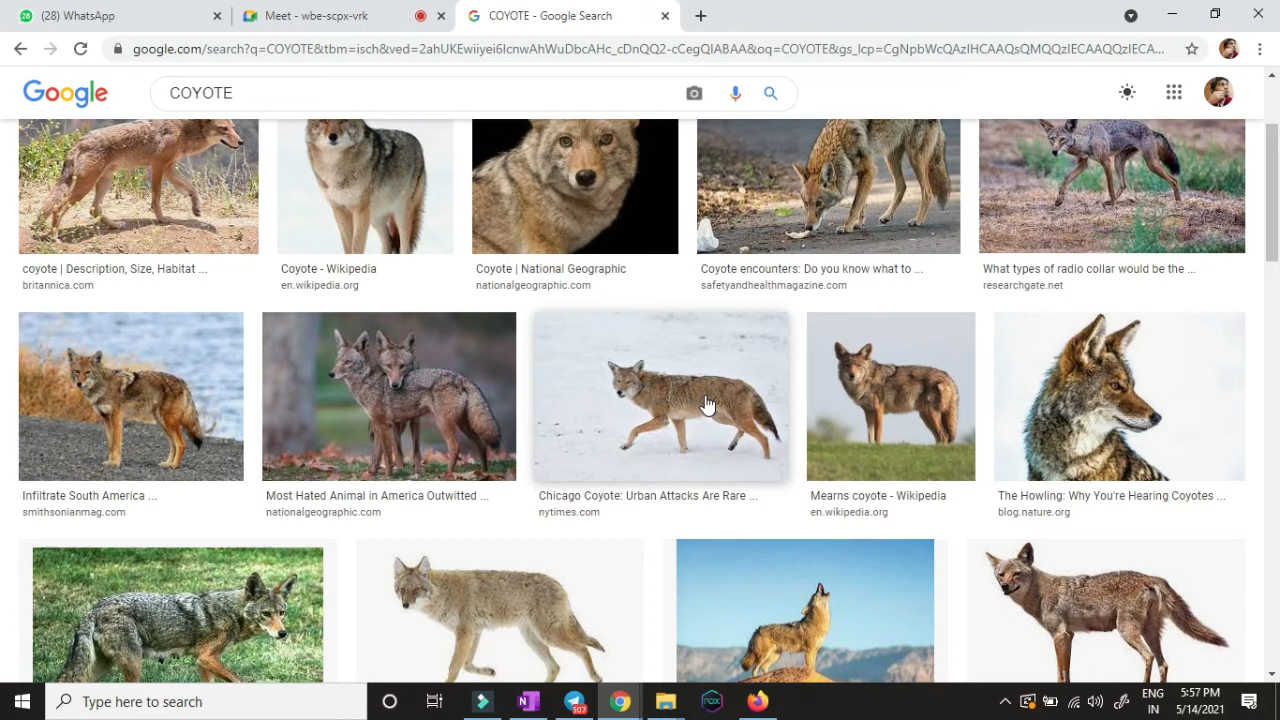 (28) WhatsApp
Meet - wbe-scpx-vrk
COYOTE - Google Search
google.com/search?q=COYOTE&tbm=isch&ved=2ahUKEwiiyei6lcnwAhWuDbcAHc_cDnQQ2-cCegQIABAA&oq=COYOTE&gs_lcp=CgNpbWcQAzIHCAAQsQMQQzIECAAQQzIECA...
Google
COYOTE
coyote | Description, Size, Habitat ...
britannica.com
Coyote - Wikipedia
en.wikipedia.org
Coyote | National Geographic
nationalgeographic.com
Coyote encounters: Do you know what to ...
safetyandhealthmagazine.com
What types of radio collar would be the ...
researchgate.net
Infiltrate South America ...
smithsonianmag.com
Most Hated Animal in America Outwitted ...
nationalgeographic.com
Chicago Coyote: Urban Attacks Are Rare ...
nytimes.com
Mearns coyote - Wikipedia
en.wikipedia.org
The Howling: Why You're Hearing Coyotes ...
blog.nature.org
Type here to search
507
nox
ENG
IN
5:57 PM
5/14/2021